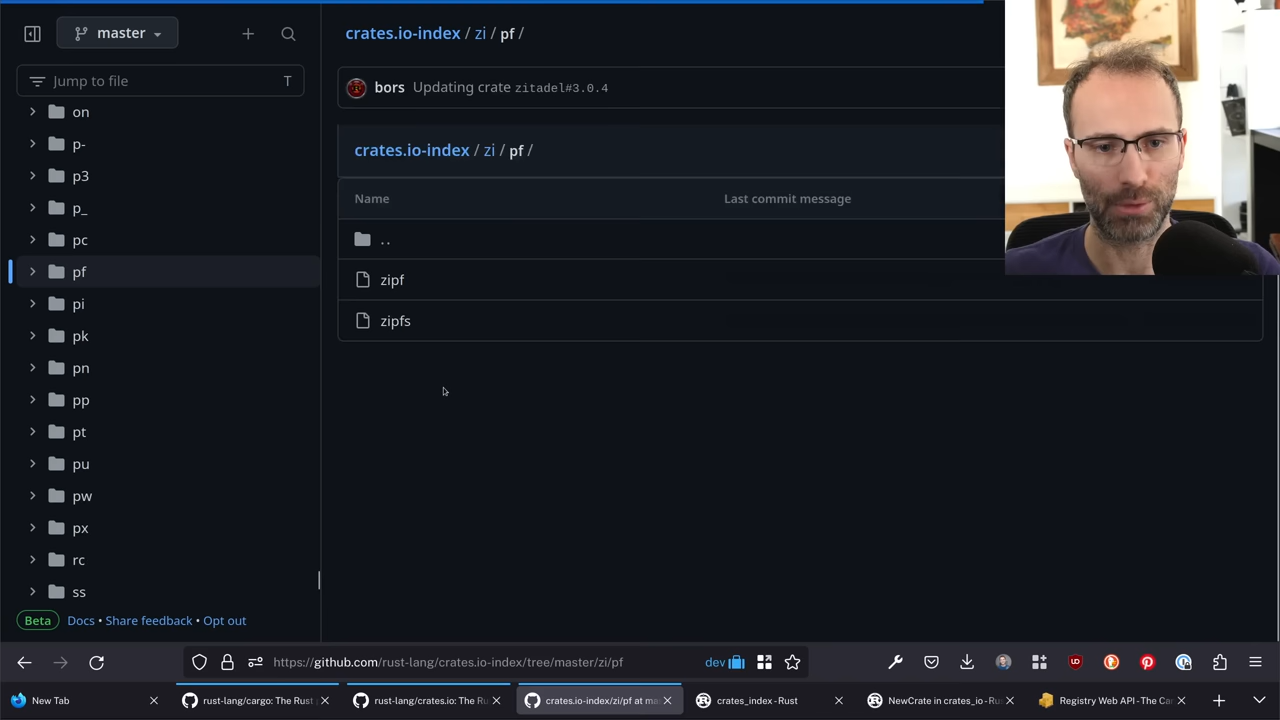 master
Jump to file
T
on
p-
p3
p_
pc
pf
pi
pk
pn
pp
pt
pu
pw
px
rc
ss
Beta
Docs • Share feedback • Opt out
crates.io-index / zi / pf /
bors Updating crate zitadel#3.0.4
crates.io-index / zi / pf /
Name Last commit message
..
zipf
zipfs
https://github.com/rust-lang/crates.io-index/tree/master/zi/pf
dev
New Tab
rust-lang/cargo: The Rust
rust-lang/crates.io: The Ru
crates.io-index/zi/pf at ma
crates_index - Rust
NewCrate in crates_io - Rus
Registry Web API - The Car